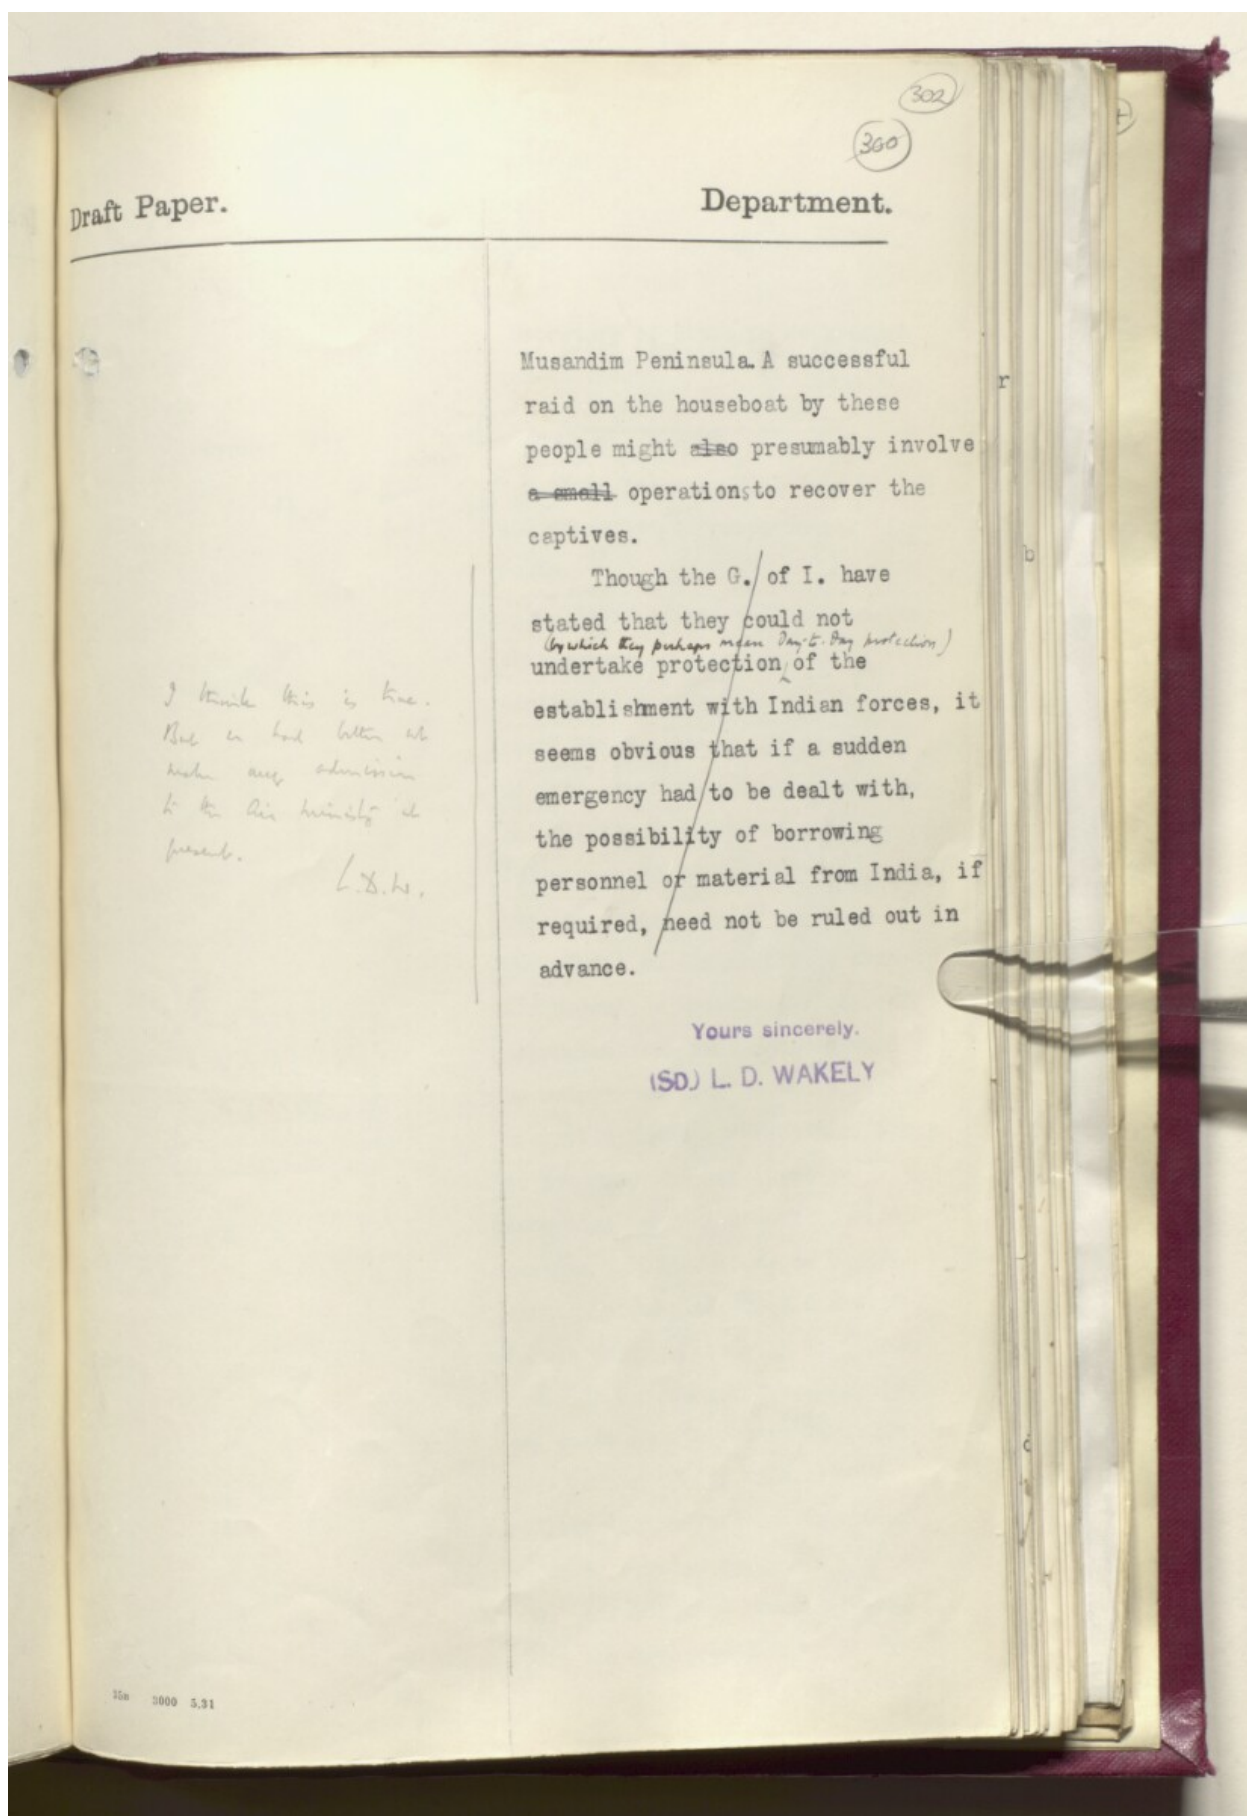 302
300
Draft Paper.
Department.
Musandim Peninsula. A successful
raid on the houseboat by these
people might also presumably involve
a small operations to recover the
captives.
Though the G. of I. have
stated that they could not
(by which they perhaps mean Day-to-Day protection)
undertake protection of the
establishment with Indian forces, it
seems obvious that if a sudden
emergency had to be dealt with,
the possibility of borrowing
personnel or material from India, if
required, need not be ruled out in
advance.
I think this is true.
But we had better not
make any admission
to the Air Ministry at
present.
L.D.W.
Yours sincerely.
(SD.) L. D. WAKELY
3000 5.31